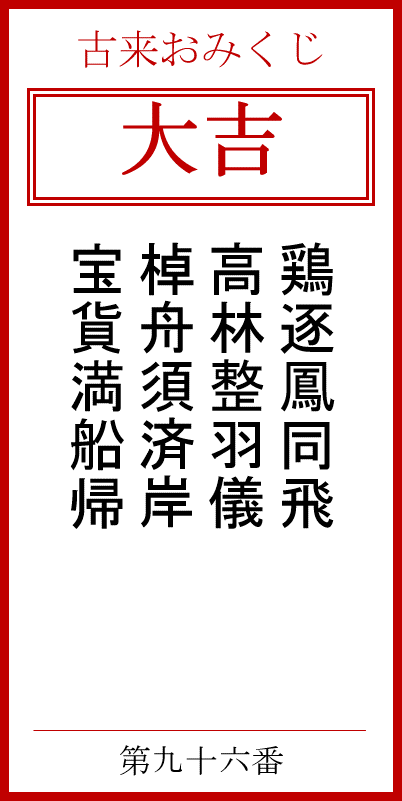 古来おみくじ
大吉
鶏逐鳳同飛
高林整羽儀
棹舟須済岸
宝貨満船帰
第九十六番